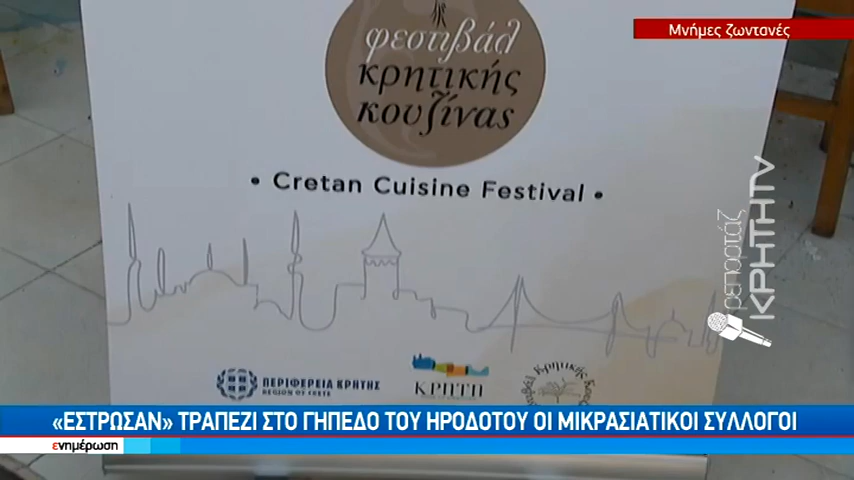 Μνήμες ζωντανές
φεστιβάλ
κρητικής
κουζίνας
• Cretan Cuisine Festival •
ρεπορτάζ
ΚΡΗΤΗTV
ΠΕΡΙΦΕΡΕΙΑ ΚΡΗΤΗΣ
REGION OF CRETE
ΚΡΗΤΗ
«ΕΣΤΡΩΣΑΝ» ΤΡΑΠΕΖΙ ΣΤΟ ΓΗΠΕΔΟ ΤΟΥ ΗΡΟΔΟΤΟΥ ΟΙ ΜΙΚΡΑΣΙΑΤΙΚΟΙ ΣΥΛΛΟΓΟΙ
ενημέρωση